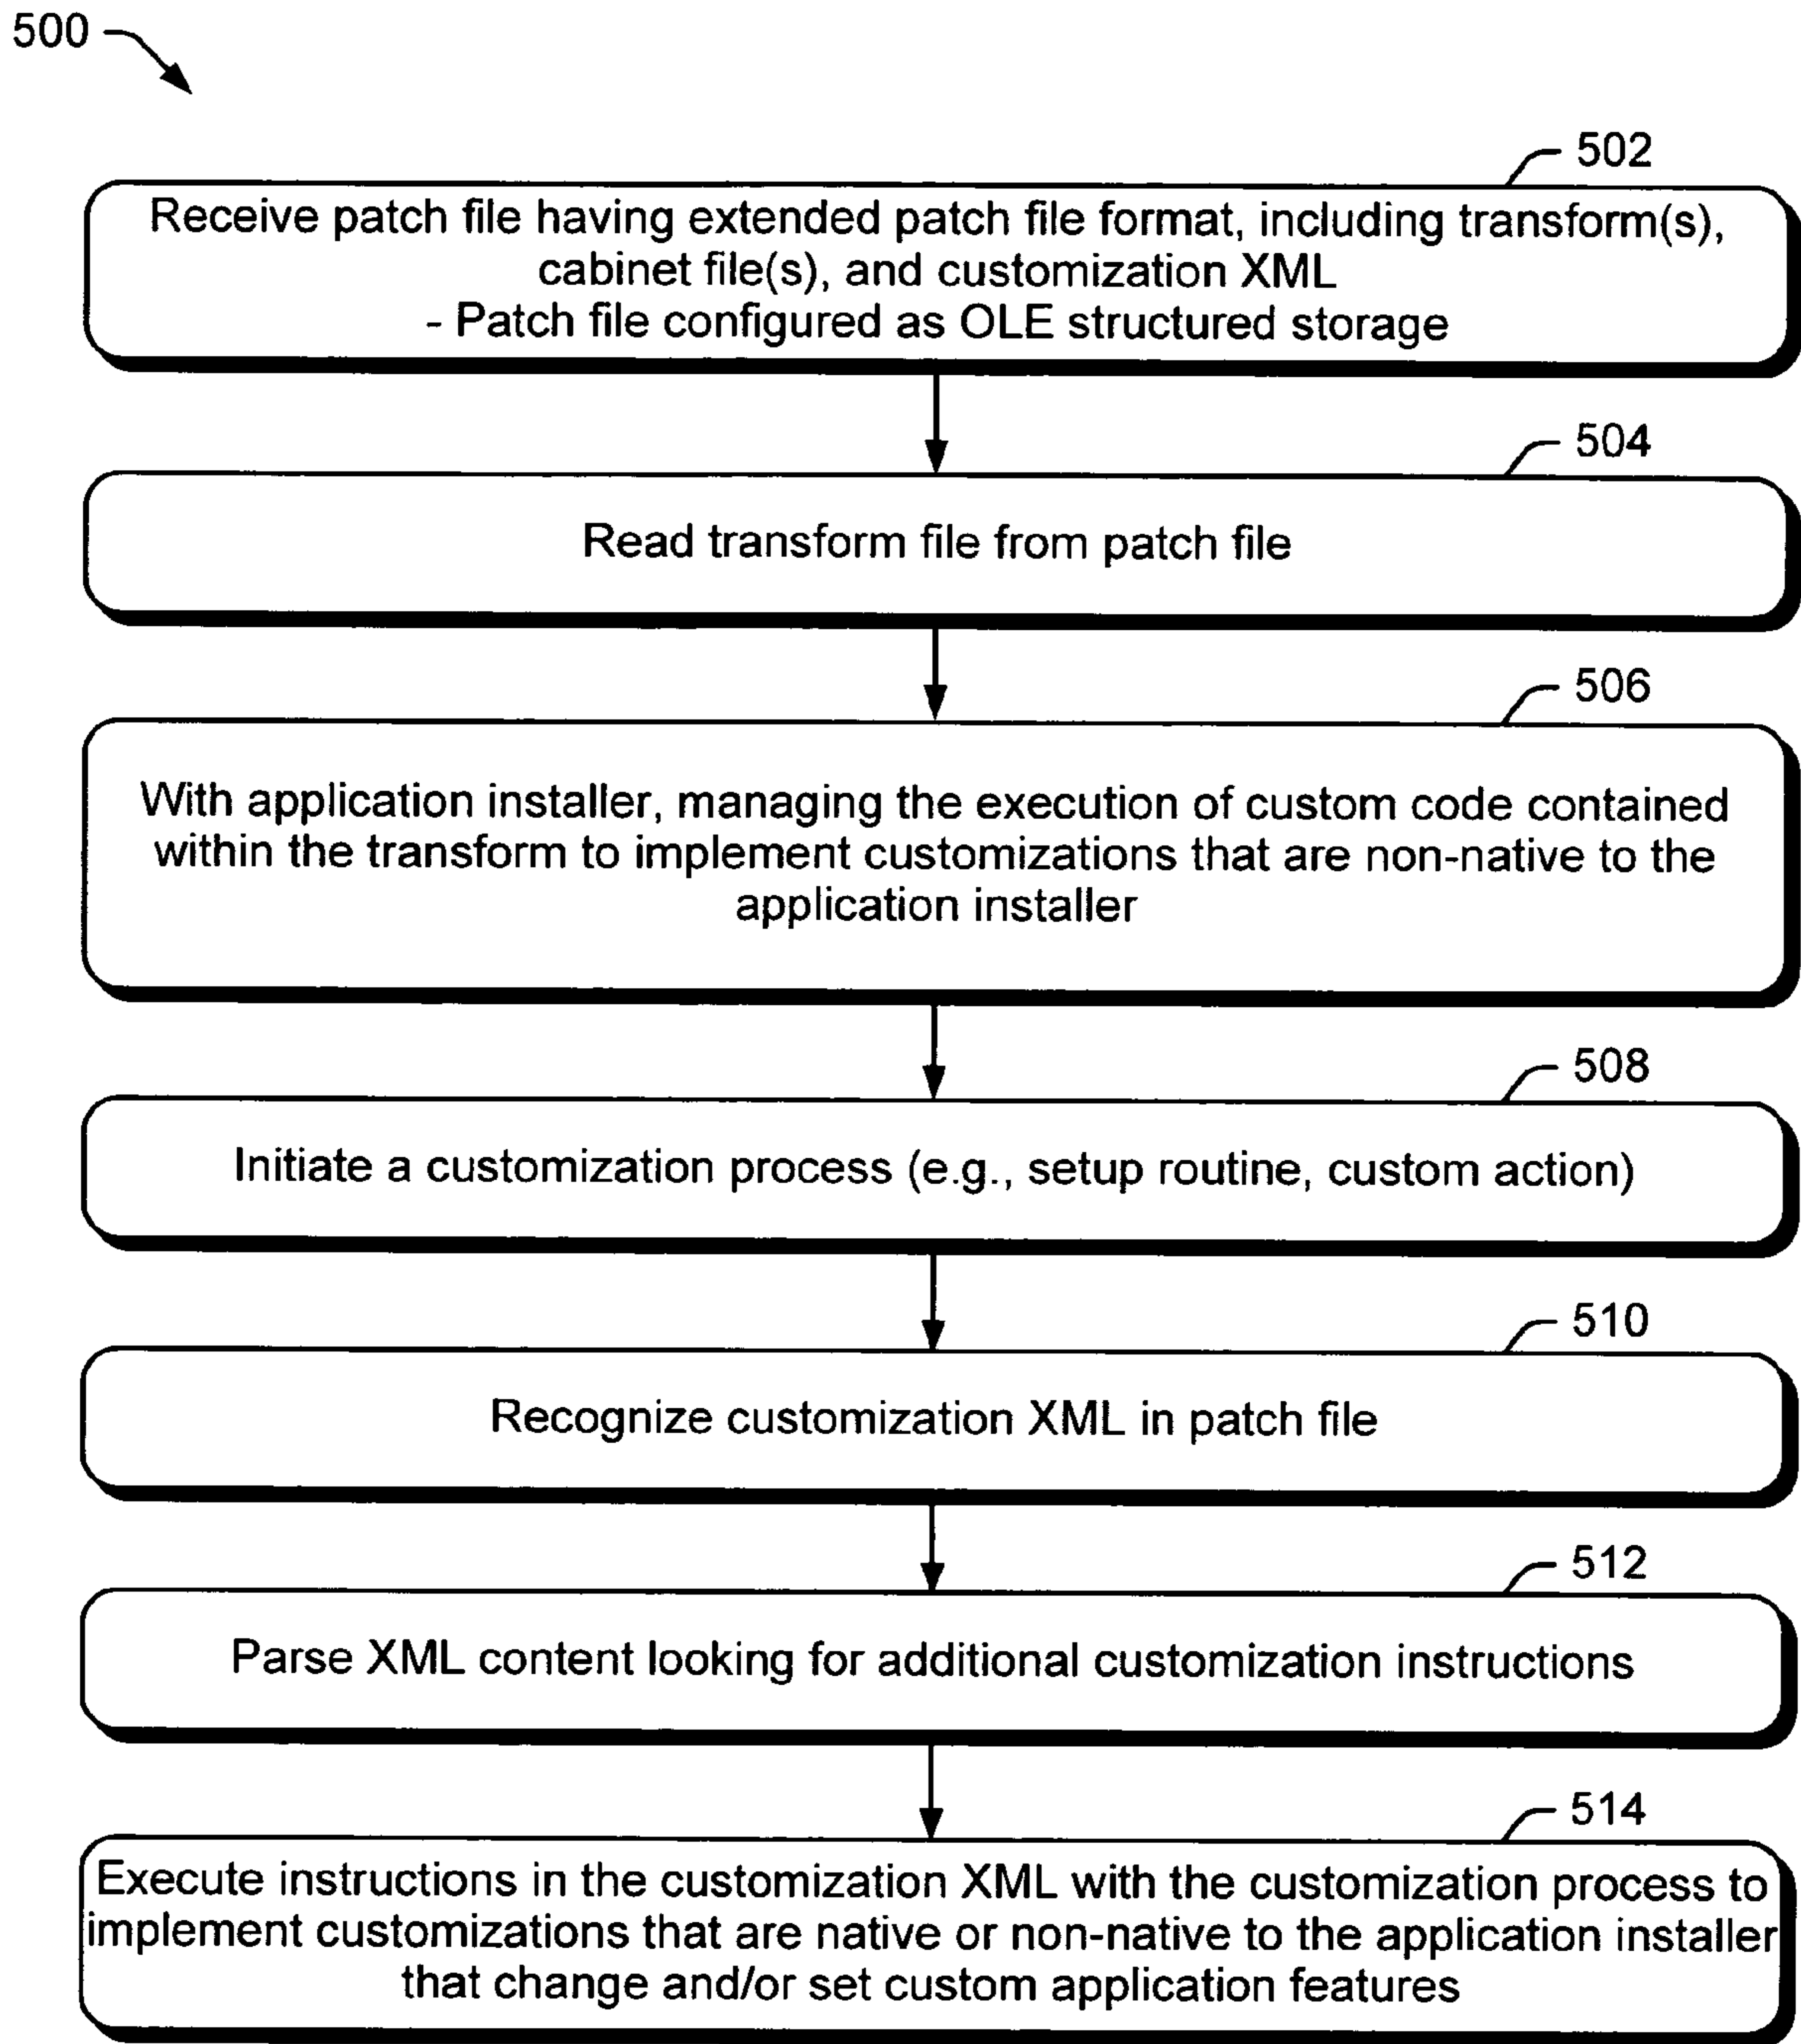 500
502
Receive patch file having extended patch file format, including transform(s),
cabinet file(s), and customization XML
- Patch file configured as OLE structured storage
504
Read transform file from patch file
506
With application installer, managing the execution of custom code contained
within the transform to implement customizations that are non-native to the
application installer
508
Initiate a customization process (e.g., setup routine, custom action)
510
Recognize customization XML in patch file
512
Parse XML content looking for additional customization instructions
514
Execute instructions in the customization XML with the customization process to
implement customizations that are native or non-native to the application installer
that change and/or set custom application features